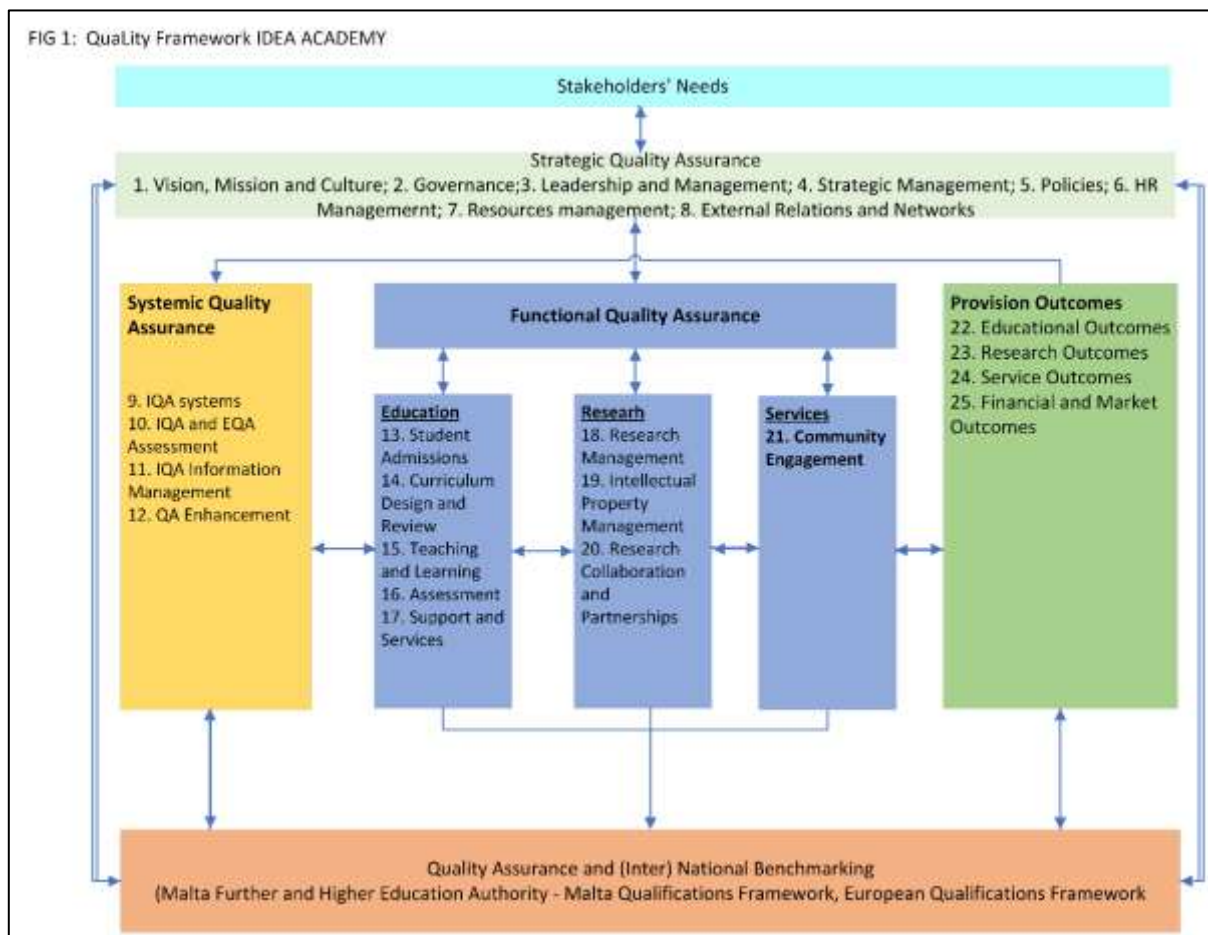 FIG 1: QuaLity Framework IDEA ACADEMY
Stakeholders' Needs
Strategic Quality Assurance
1. Vision, Mission and Culture; 2. Governance;3. Leadership and Management; 4. Strategic Management; 5. Policies; 6. HR
Managemernt; 7. Resources management; 8. External Relations and Networks
Systemic Quality
Assurance
9. IQA systems
10. IQA and EQA
Assessment
11. IQA Information
Management
12. QA Enhancement
Functional Quality Assurance
Education
13. Student
Admissions
14. Curriculum
Design and
Review
15. Teaching
and Learning
16. Assessment
17. Support and
Services
Researh
18. Research
Management
19. Intellectual
Property
Management
20. Research
Collaboration
and
Partnerships
Services
21. Community
Engagement
Provision Outcomes
22. Educational Outcomes
23. Research Outcomes
24. Service Outcomes
25. Financial and Market
Outcomes
Quality Assurance and (Inter) National Benchmarking
(Malta Further and Higher Education Authority - Malta Qualifications Framework, European Qualifications Framework